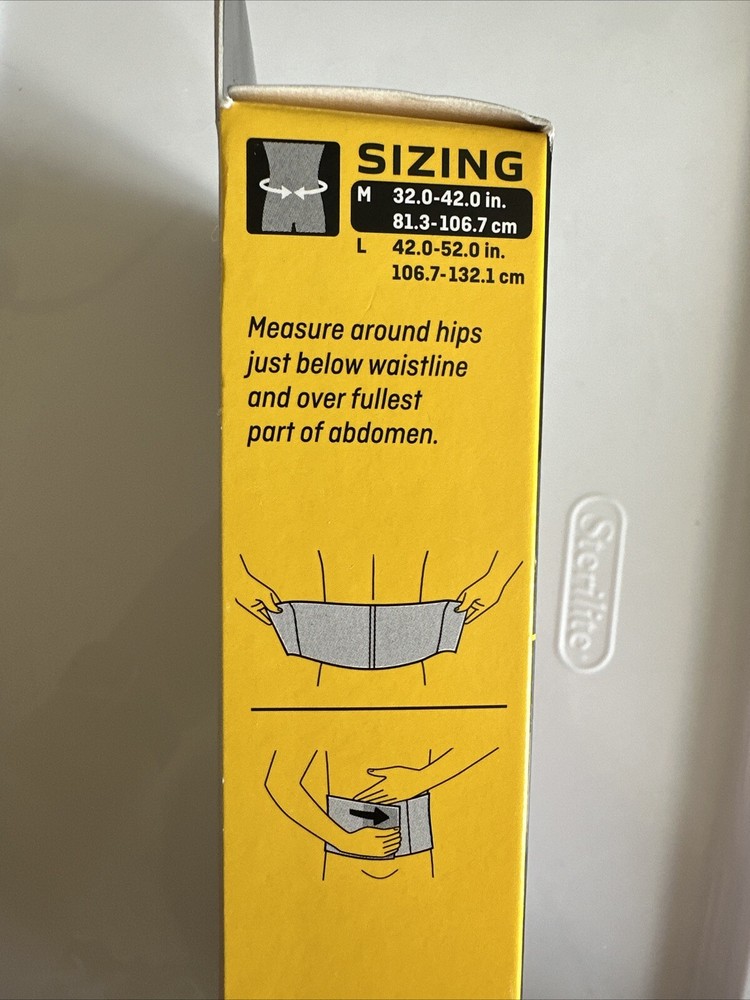 SIZING
M 32.0-42.0 in.
81.3-106.7 cm
L 42.0-52.0 in.
106.7-132.1 cm
Measure around hips
just below waistline
and over fullest
part of abdomen.
Sterilite